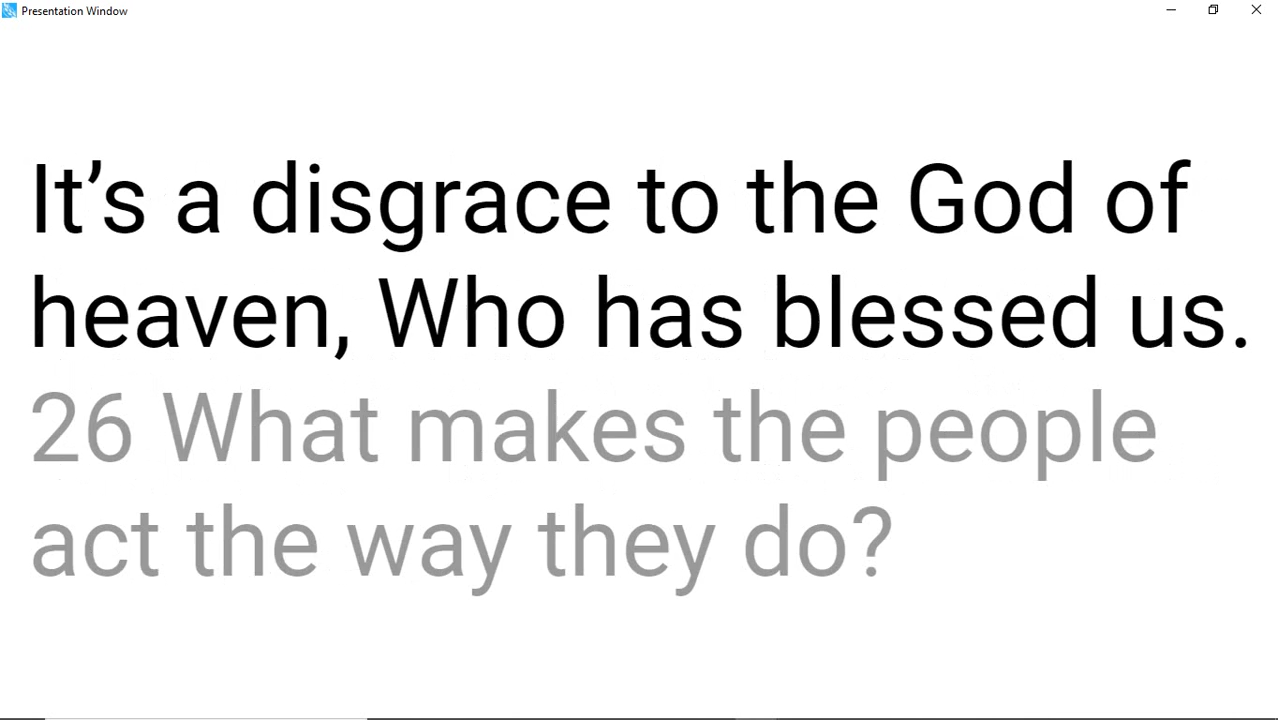 Presentation Window
It’s a disgrace to the God of
heaven, Who has blessed us.
26 What makes the people
act the way they do?